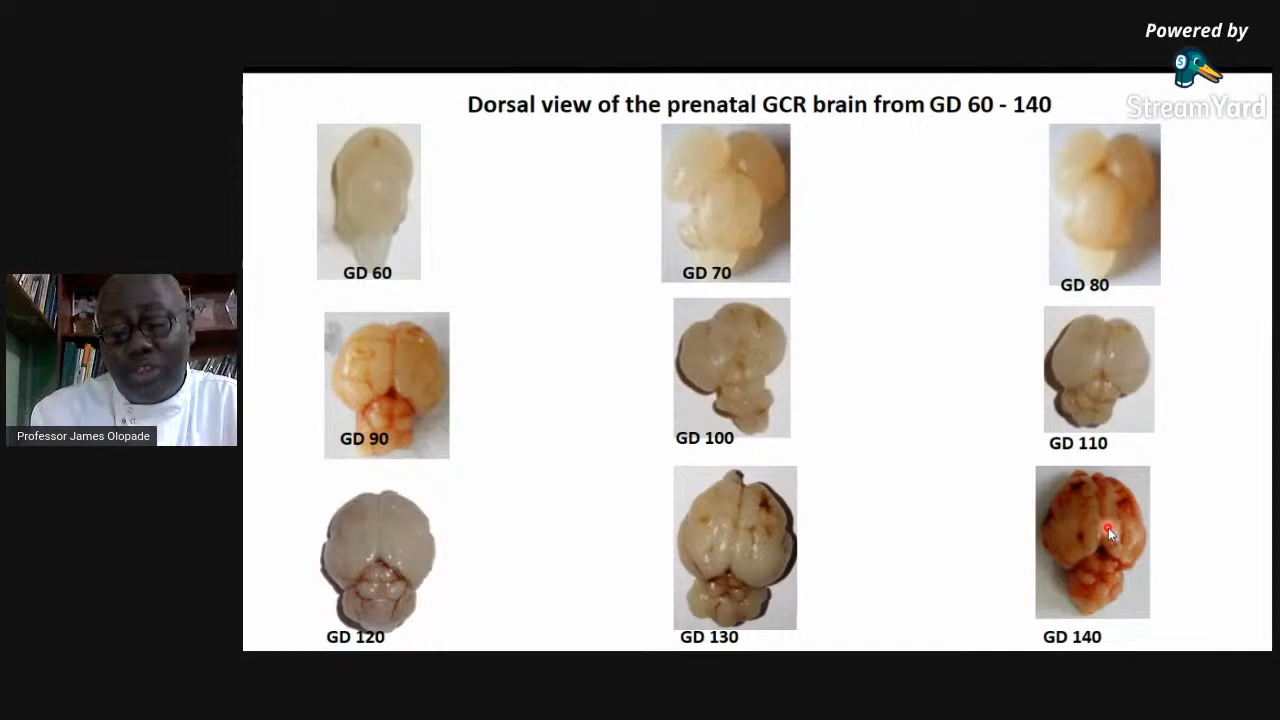 Powered by
StreamYard
Dorsal view of the prenatal GCR brain from GD 60 - 140
GD 60
GD 70
GD 80
GD 90
GD 100
GD 110
Professor James Olopade
GD 120
GD 130
GD 140